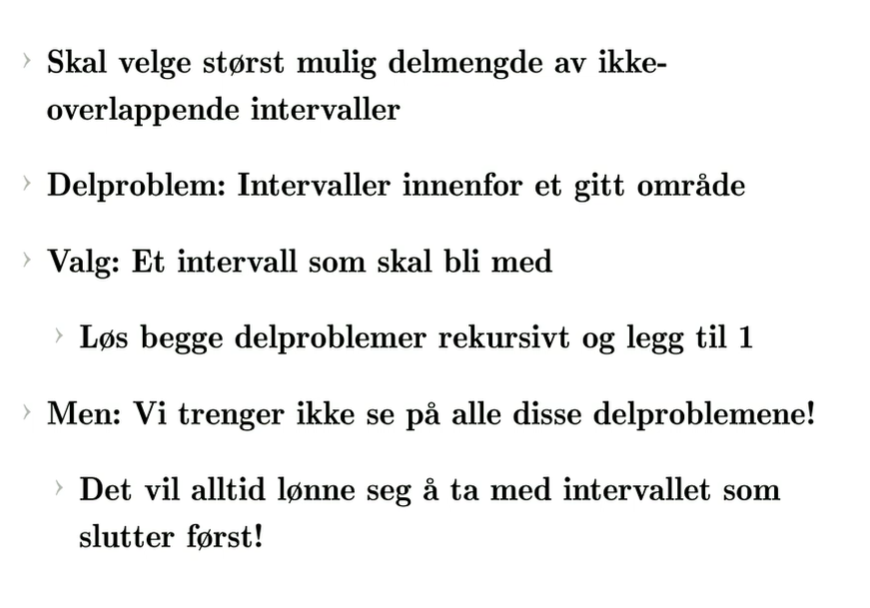 › Skal velge størst mulig delmengde av ikke-
overlappende intervaller
› Delproblem: Intervaller innenfor et gitt område
› Valg: Et intervall som skal bli med
› Løs begge delproblemer rekursivt og legg til 1
› Men: Vi trenger ikke se på alle disse delproblemene!
› Det vil alltid lønne seg å ta med intervallet som
slutter først!